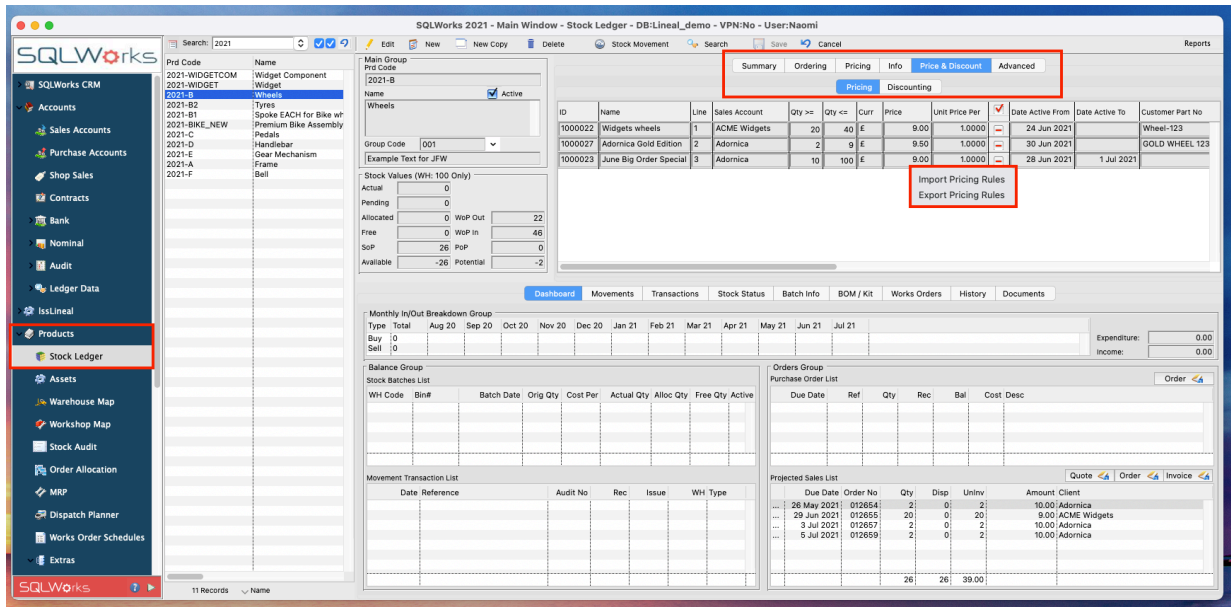 SQLWorks 2021 - Main Window - Stock Ledger - DB:Lineal_demo - VPN:No - User:Naomi
SQLWorks
SQLWorks CRM
Accounts
Sales Accounts
Purchase Accounts
Shop Sales
Contracts
Bank
Nominal
Audit
Ledger Data
IssLineal
Products
Stock Ledger
Assets
Warehouse Map
Workshop Map
Stock Audit
Order Allocation
MRP
Dispatch Planner
Works Order Schedules
Extras
SQLWorks
Search: 2021
Prd Code Name
2021-WIDGETCOM Widget Component
2021-WIDGET Widget
2021-B Wheels
2021-B2 Tyres
2021-B1 Spoke EACH for Bike wh
2021-BIKE_NEW Premium Bike Assembly
2021-C Pedals
2021-D Handlebar
2021-E Gear Mechanism
2021-A Frame
2021-F Bell
11 Records Name
Edit New New Copy Delete Stock Movement Search Save Cancel Reports
Main Group
Prd Code
2021-B
Name Active
Wheels
Group Code 001
Example Text for JFW
Stock Values (WH: 100 Only)
Actual 0
Pending 0
Allocated 0 WoP Out 22
Free 0 WoP In 46
SoP 26 PoP 0
Available -26 Potential -2
Summary Ordering Pricing Info Price & Discount Advanced
Pricing Discounting
ID Name Line Sales Account Qty >= Qty <= Curr Price Unit Price Per Date Active From Date Active To Customer Part No
1000022 Widgets wheels 1 ACME Widgets 20 40 £ 9.00 1.0000 24 Jun 2021 Wheel-123
1000027 Adornica Gold Edition 2 Adornica 2 9 £ 9.50 1.0000 30 Jun 2021 GOLD WHEEL 123
1000023 June Big Order Special 3 Adornica 10 100 £ 9.00 1.0000 28 Jun 2021 1 Jul 2021
Import Pricing Rules
Export Pricing Rules
Dashboard Movements Transactions Stock Status Batch Info BOM / Kit Works Orders History Documents
Monthly In/Out Breakdown Group
Type Total Aug 20 Sep 20 Oct 20 Nov 20 Dec 20 Jan 21 Feb 21 Mar 21 Apr 21 May 21 Jun 21 Jul 21
Buy 0
Sell 0
Expenditure: 0.00
Income: 0.00
Balance Group
Stock Batches List
WH Code Bin# Batch Date Orig Qty Cost Per Actual Qty Alloc Qty Free Qty Active
Movement Transaction List
Date Reference Audit No Rec Issue WH Type
Orders Group
Purchase Order List Order
Due Date Ref Qty Rec Bal Cost Desc
Projected Sales List Quote Order Invoice
Due Date Order No Qty Disp UnInv Amount Client
... 26 May 2021 012654 2 0 2 10.00 Adornica
... 29 Jun 2021 012655 20 0 20 9.00 ACME Widgets
... 3 Jul 2021 012657 2 0 2 10.00 Adornica
... 5 Jul 2021 012659 2 0 2 10.00 Adornica
26 26 39.00